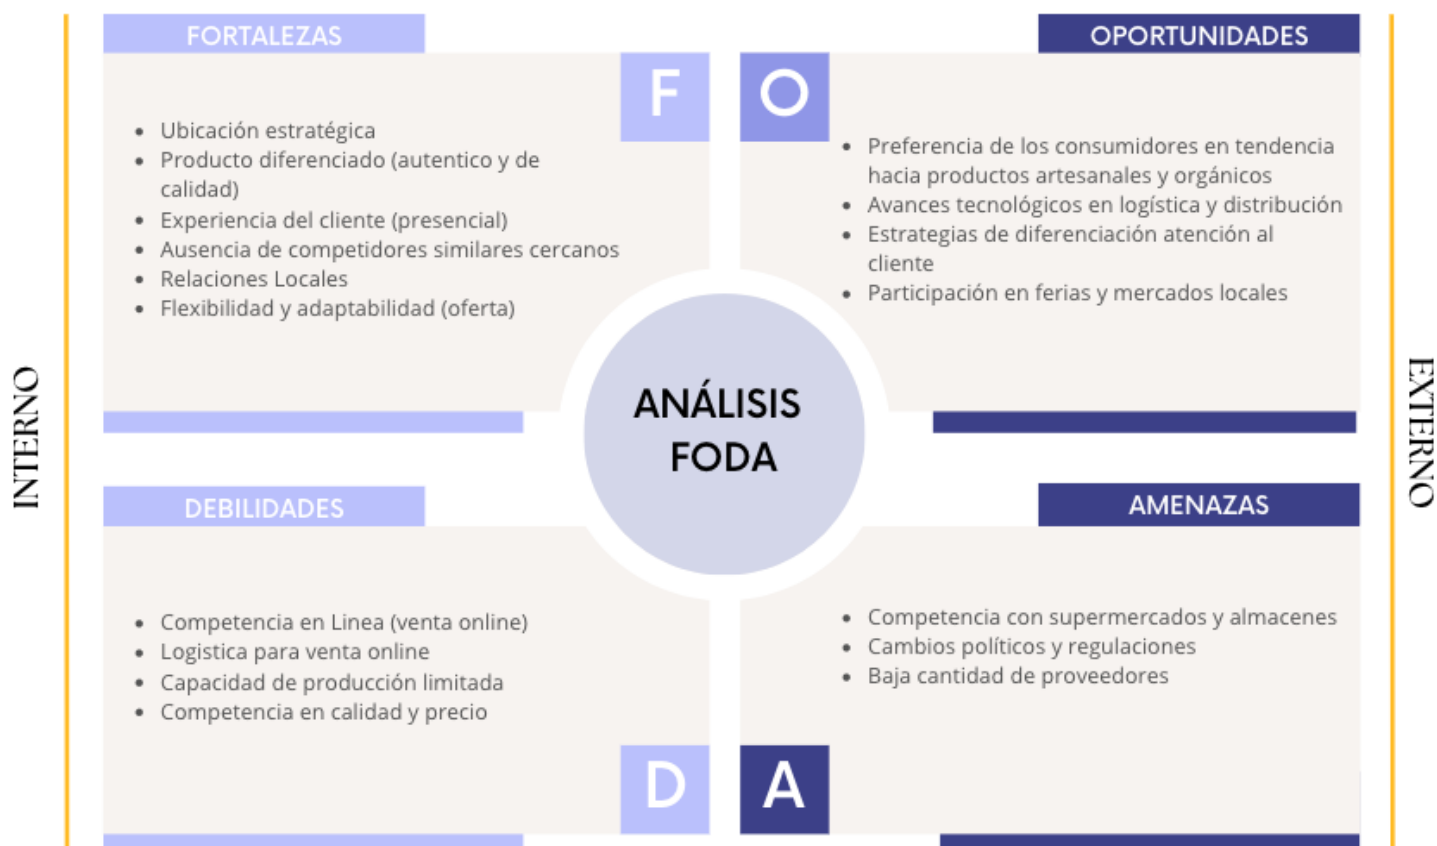 FORTALEZAS
F
• Ubicación estratégica
• Producto diferenciado (autentico y de
calidad)
• Experiencia del cliente (presencial)
• Ausencia de competidores similares cercanos
• Relaciones Locales
• Flexibilidad y adaptabilidad (oferta)
OPORTUNIDADES
O
• Preferencia de los consumidores en tendencia
hacia productos artesanales y orgánicos
• Avances tecnológicos en logística y distribución
• Estrategias de diferenciación atención al
cliente
• Participación en ferias y mercados locales
INTERNO
ANÁLISIS
FODA
EXTERNO
DEBILIDADES
• Competencia en Linea (venta online)
• Logistica para venta online
• Capacidad de producción limitada
• Competencia en calidad y precio
D
AMENAZAS
• Competencia con supermercados y almacenes
• Cambios políticos y regulaciones
• Baja cantidad de proveedores
A